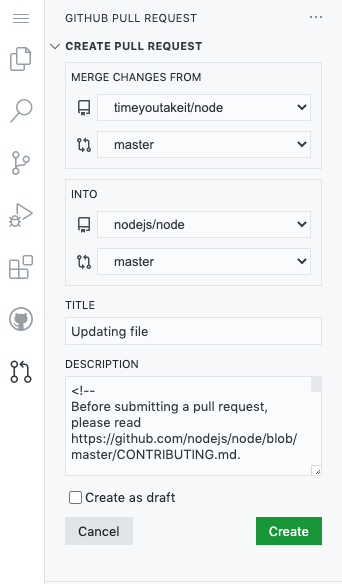 GITHUB PULL REQUEST
CREATE PULL REQUEST
MERGE CHANGES FROM
timeyoutakeit/node
master
INTO
nodejs/node
master
TITLE
Updating file
DESCRIPTION
<!--
Before submitting a pull request,
please read
https://github.com/nodejs/node/blob/
master/CONTRIBUTING.md.
Create as draft
Cancel
Create